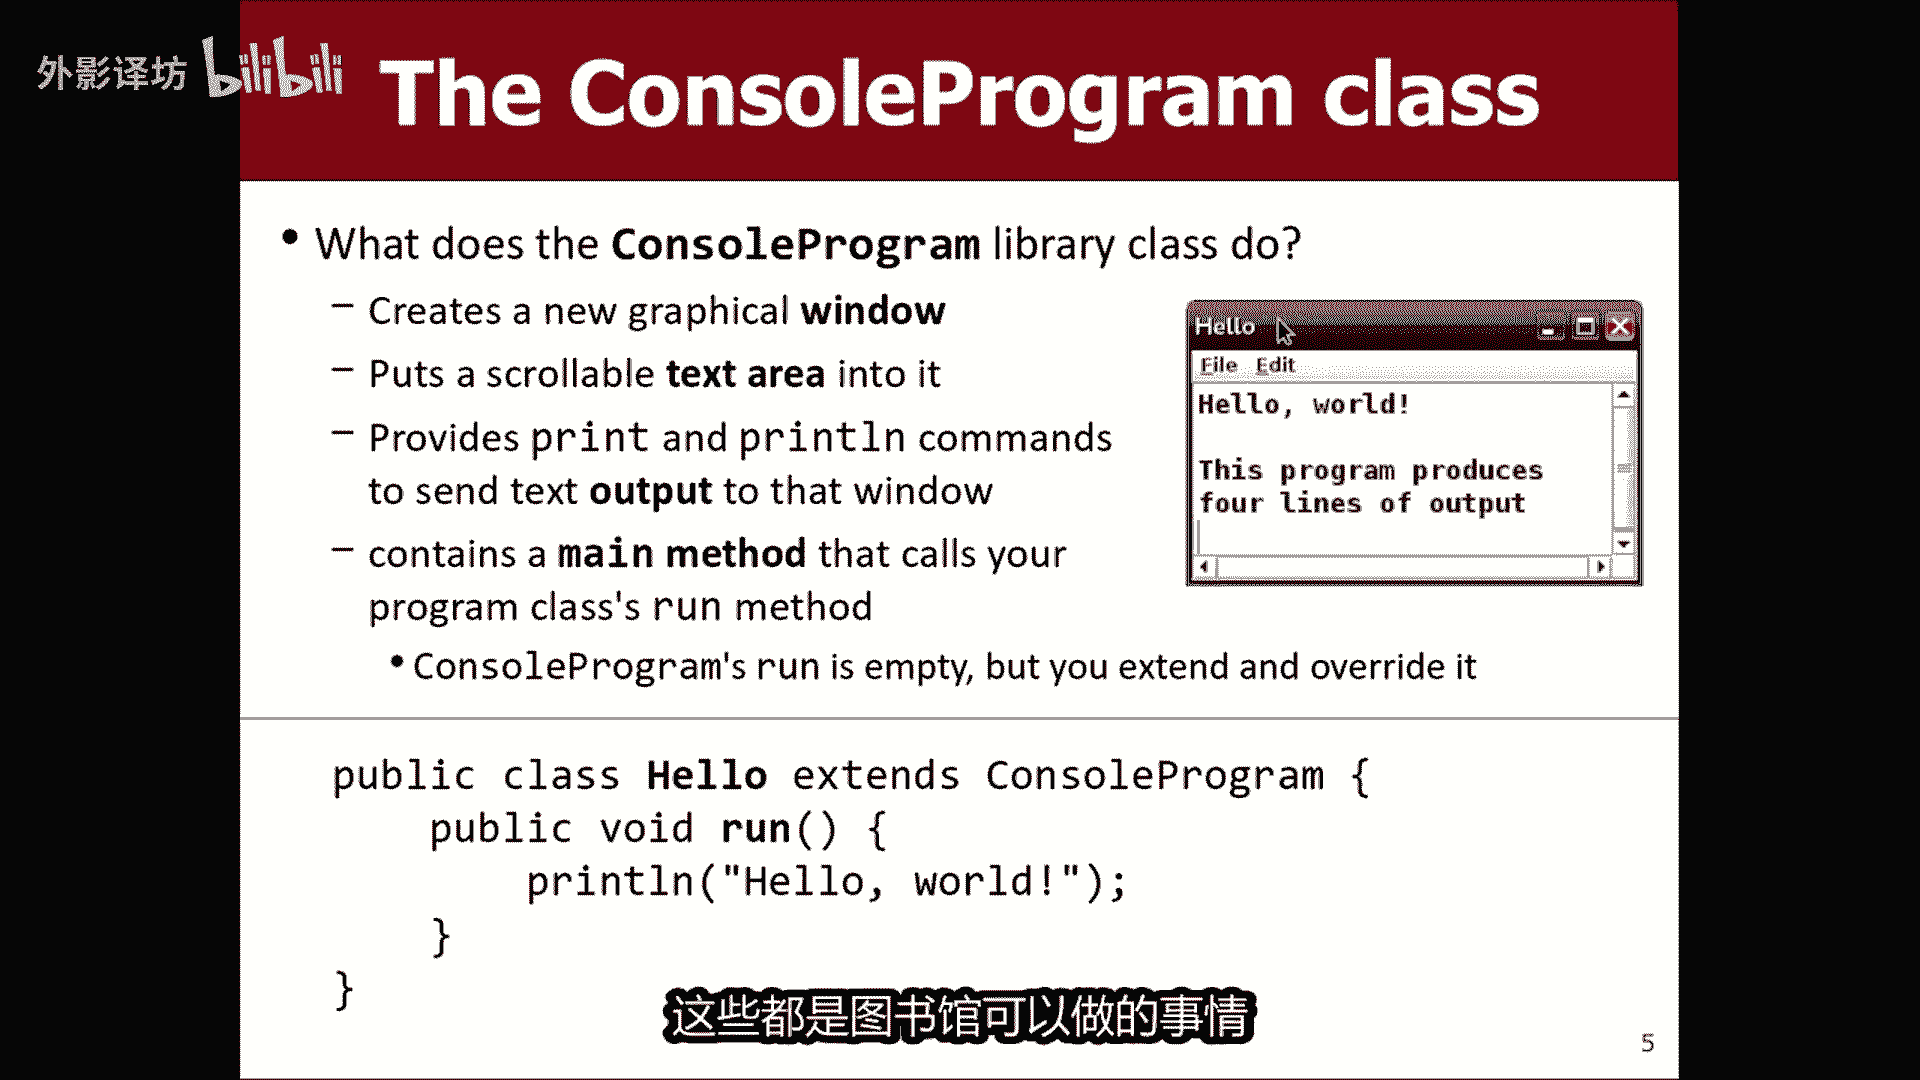 外影译坊 bilibili
The ConsoleProgram class
• What does the ConsoleProgram library class do?
– Creates a new graphical window
– Puts a scrollable text area into it
– Provides print and println commands
to send text output to that window
– contains a main method that calls your
program class's run method
• ConsoleProgram's run is empty, but you extend and override it
Hello
File Edit
Hello, world!
This program produces
four lines of output
public class Hello extends ConsoleProgram {
public void run() {
println("Hello, world!");
}
}
这些都是图书馆可以做的事情
5